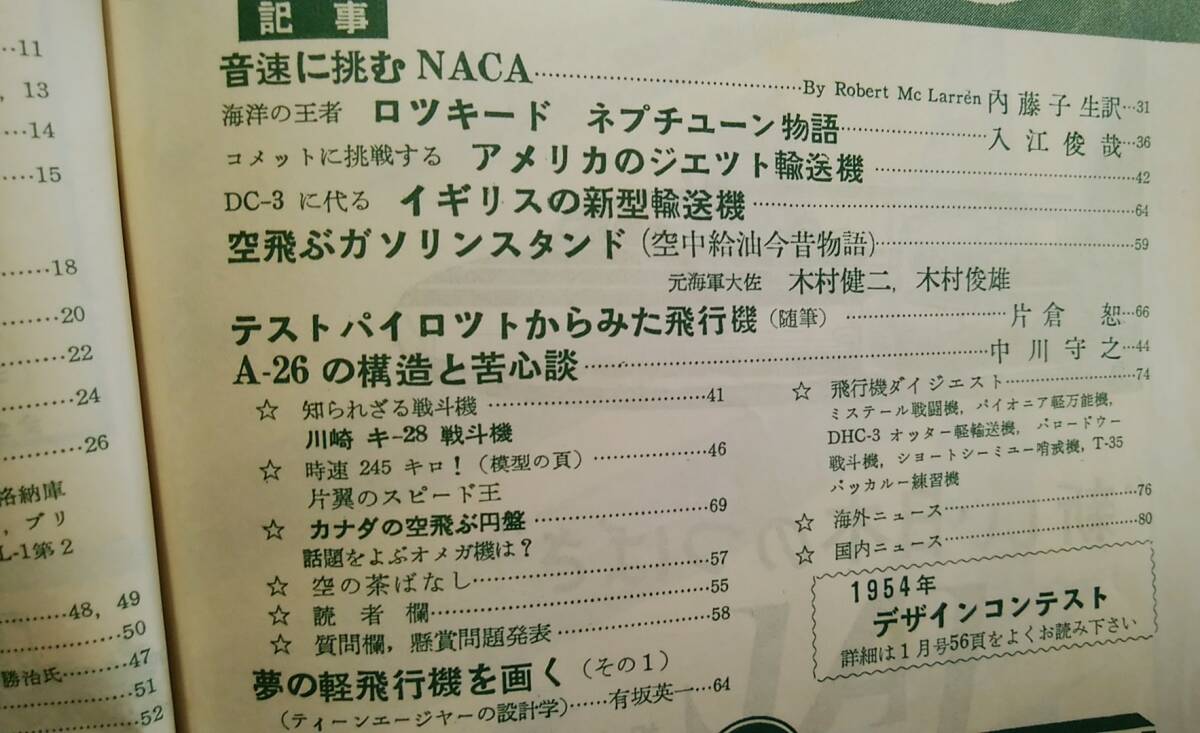 …11
, 13
…14
…15
…18
…20
…22
…24
…26
格納庫
, ブリ
L-1第2
…48, 49
…50
勝治氏…47
…51
…52
記事
音速に挑むNACA…By Robert Mc Larren 内藤子生訳…31
海洋の王者 ロツキード ネプチユーン物語…入江俊哉…36
コメットに挑戦する アメリカのジエツト輸送機…42
DC-3 に代る イギリスの新型輸送機…64
空飛ぶガソリンスタンド(空中給油今昔物語)…59
元海軍大佐 木村健二, 木村俊雄
テストパイロツトからみた飛行機(随筆)…片倉 恕…66
A-26 の構造と苦心談…中川守之…44
☆ 知られざる戦斗機…41
川崎 キ-28 戦斗機
☆ 時速 245 キロ!(模型の頁)…46
片翼のスピード王
☆ カナダの空飛ぶ円盤…69
話題をよぶオメガ機は?
☆ 空の茶ばなし…57
☆ 読者欄…55
☆ 質問欄, 懸賞問題発表…58
夢の軽飛行機を画く(その1)
(ティーンエージャーの設計学)…有坂英一…64
☆ 飛行機ダイジェスト…74
ミステール戦闘機, パイオニア軽万能機,
DHC-3 オッター軽輸送機, バロードウー
戦斗機, ショートシーミユー哨戒機, T-35
バッカルー練習機
☆ 海外ニュース…76
☆ 国内ニュース…80
1954年
デザインコンテスト
詳細は1月号56頁をよくお読み下さい